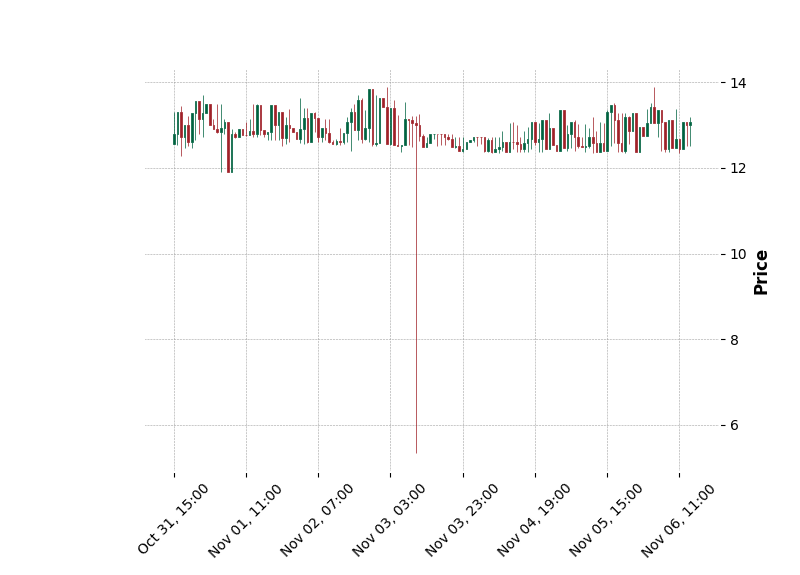 14
12
10
8
6
Price
Oct 31, 15:00
Nov 01, 11:00
Nov 02, 07:00
Nov 03, 03:00
Nov 03, 23:00
Nov 04, 19:00
Nov 05, 15:00
Nov 06, 11:00